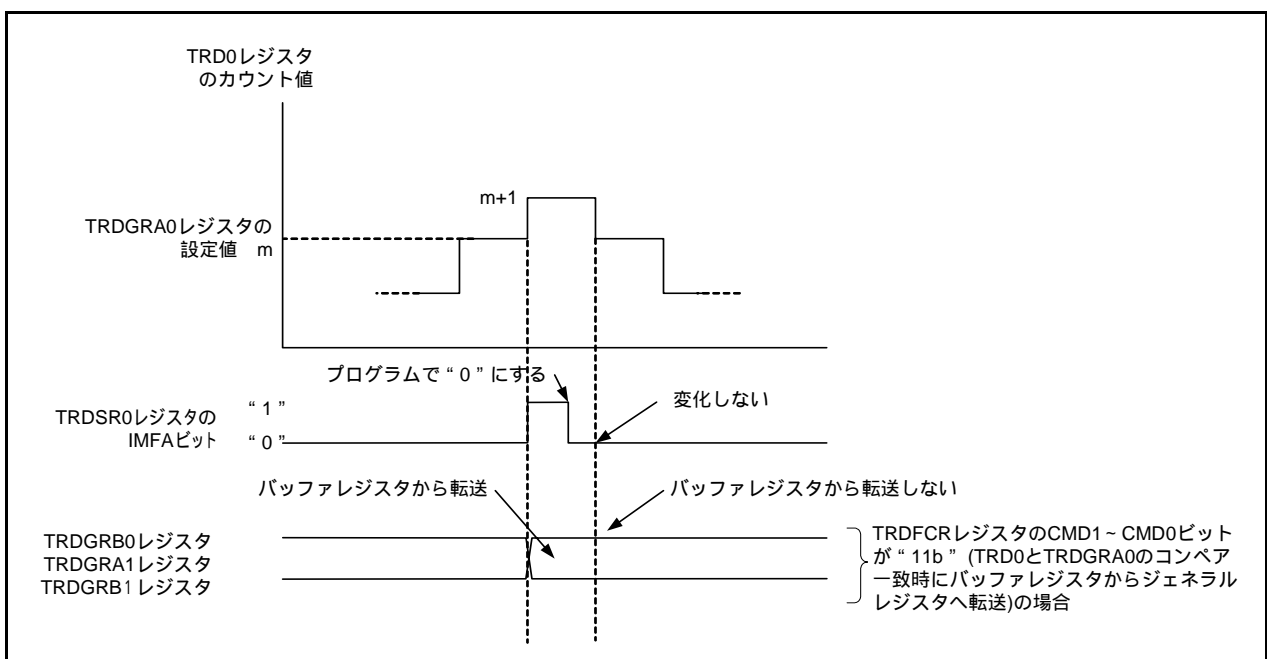 TRD0レジスタ
のカウント値
m+1
TRDGRA0レジスタの
設定値 m
プログラムで“0”にする
変化しない
TRDSR0レジスタの
IMFAビット
“1”
“0”
バッファレジスタから転送
バッファレジスタから転送しない
TRDGRB0レジスタ
TRDGRA1レジスタ
TRDGRB1レジスタ
TRDFCRレジスタのCMD1~CMD0ビット
が“11b”(TRD0とTRDGRA0のコンペア
一致時にバッファレジスタからジェネラル
レジスタへ転送)の場合